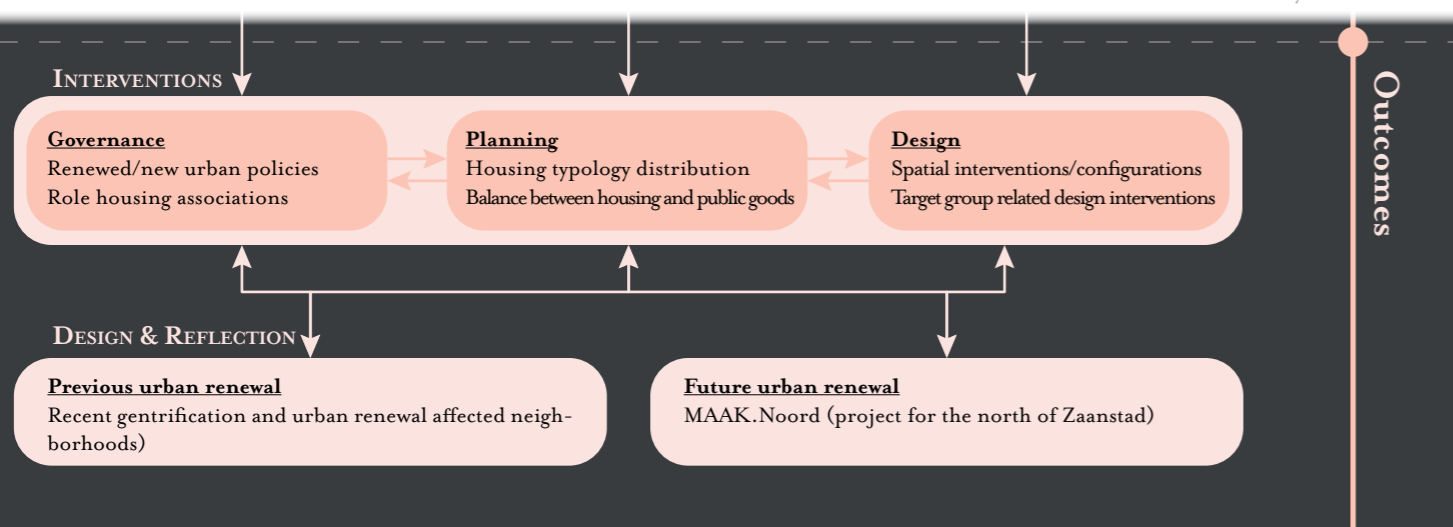 Interventions
Governance
Renewed/new urban policies
Role housing associations
Planning
Housing typology distribution
Balance between housing and public goods
Design
Spatial interventions/configurations
Target group related design interventions
Outcomes
Design & Reflection
Previous urban renewal
Recent gentrification and urban renewal affected neigh-
borhoods)
Future urban renewal
MAAK.Noord (project for the north of Zaanstad)